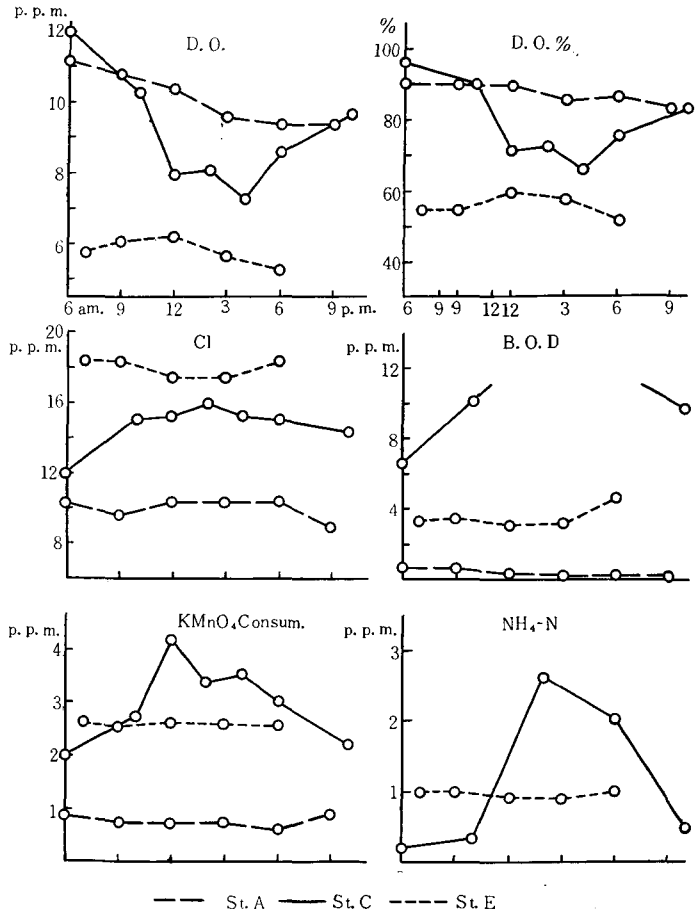 p. p. m.
D. O.
12
10
8
6
6 am. 9 12 3 6 9 p. m.
%
D. O. %
100
80
60
40
6 9 9 12 12 3 6 9
p. p. m.
Cl
20
16
12
8
p. p. m.
B. O. D
12
8
4
p. p. m.
KMnO₄Consum.
4
3
2
1
p. p. m.
NH₄-N
3
2
1
St. A St. C St. E